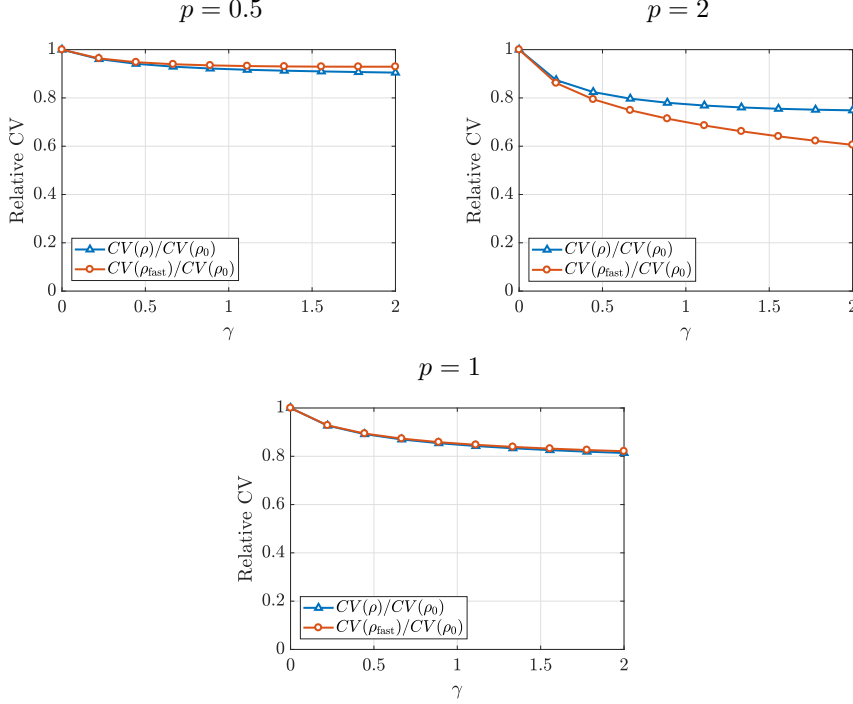 p = 0.5
1
0.8
0.6
0.4
0.2
0
Relative CV
CV(ρ)/CV(ρ₀)
CV(ρ_fast)/CV(ρ₀)
0 0.5 1 1.5 2
γ
p = 2
1
0.8
0.6
0.4
0.2
0
Relative CV
CV(ρ)/CV(ρ₀)
CV(ρ_fast)/CV(ρ₀)
0 0.5 1 1.5 2
γ
p = 1
1
0.8
0.6
0.4
0.2
0
Relative CV
CV(ρ)/CV(ρ₀)
CV(ρ_fast)/CV(ρ₀)
0 0.5 1 1.5 2
γ